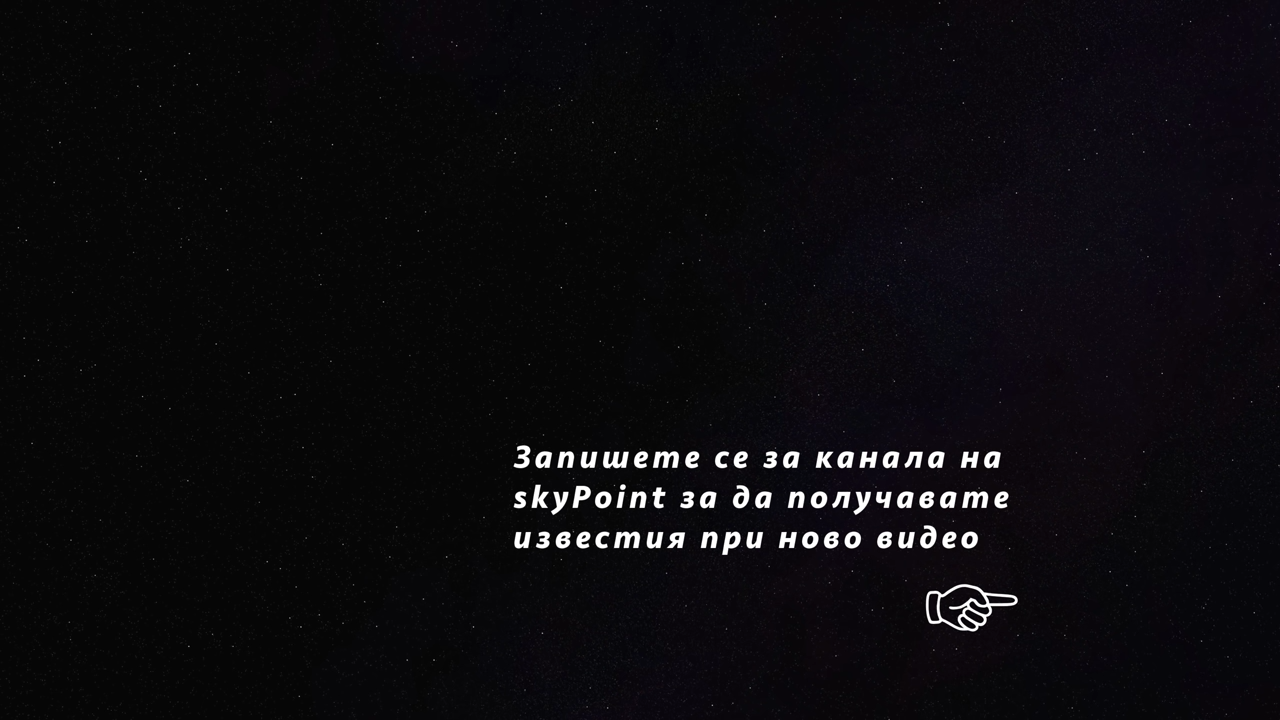 Запишете се за канала на
skyPoint за да получавате
известия при ново видео